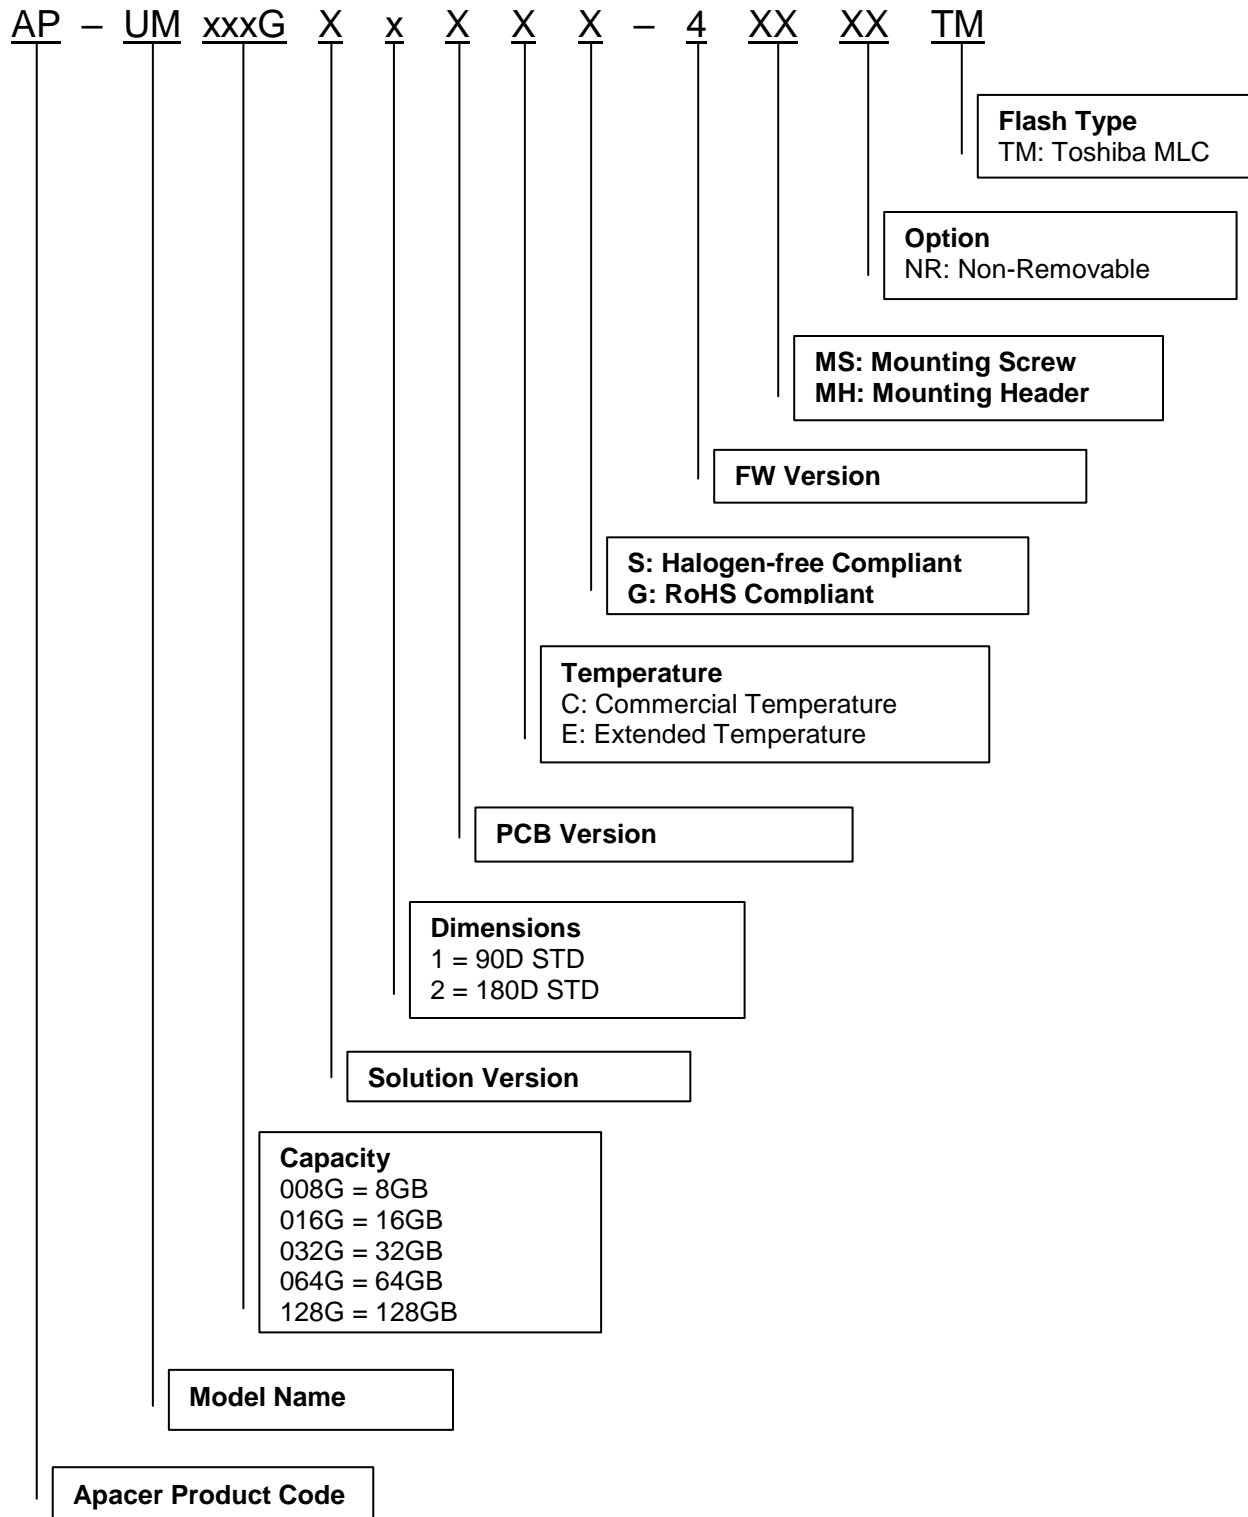 AP – UM xxxG X x X X X – 4 XX XX TM
Flash Type
TM: Toshiba MLC
Option
NR: Non-Removable
MS: Mounting Screw
MH: Mounting Header
FW Version
S: Halogen-free Compliant
G: RoHS Compliant
Temperature
C: Commercial Temperature
E: Extended Temperature
PCB Version
Dimensions
1 = 90D STD
2 = 180D STD
Solution Version
Capacity
008G = 8GB
016G = 16GB
032G = 32GB
064G = 64GB
128G = 128GB
Model Name
Apacer Product Code